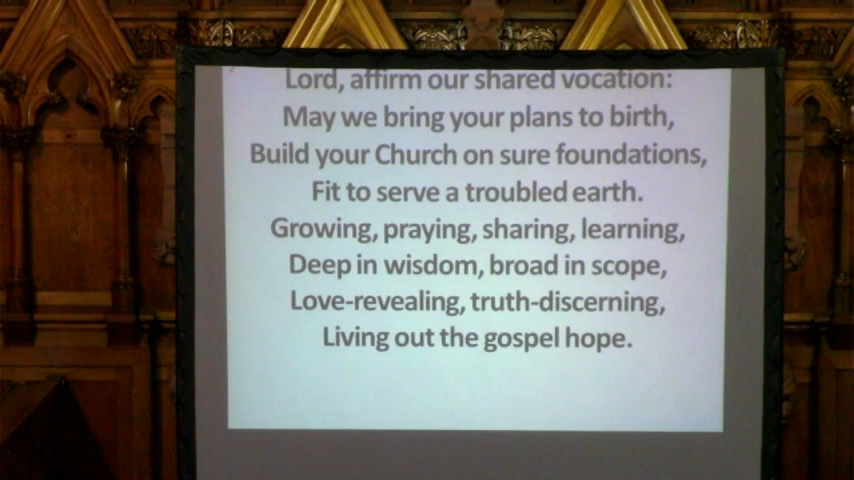 Lord, affirm our shared vocation:
May we bring your plans to birth,
Build your Church on sure foundations,
Fit to serve a troubled earth.
Growing, praying, sharing, learning,
Deep in wisdom, broad in scope,
Love-revealing, truth-discerning,
Living out the gospel hope.